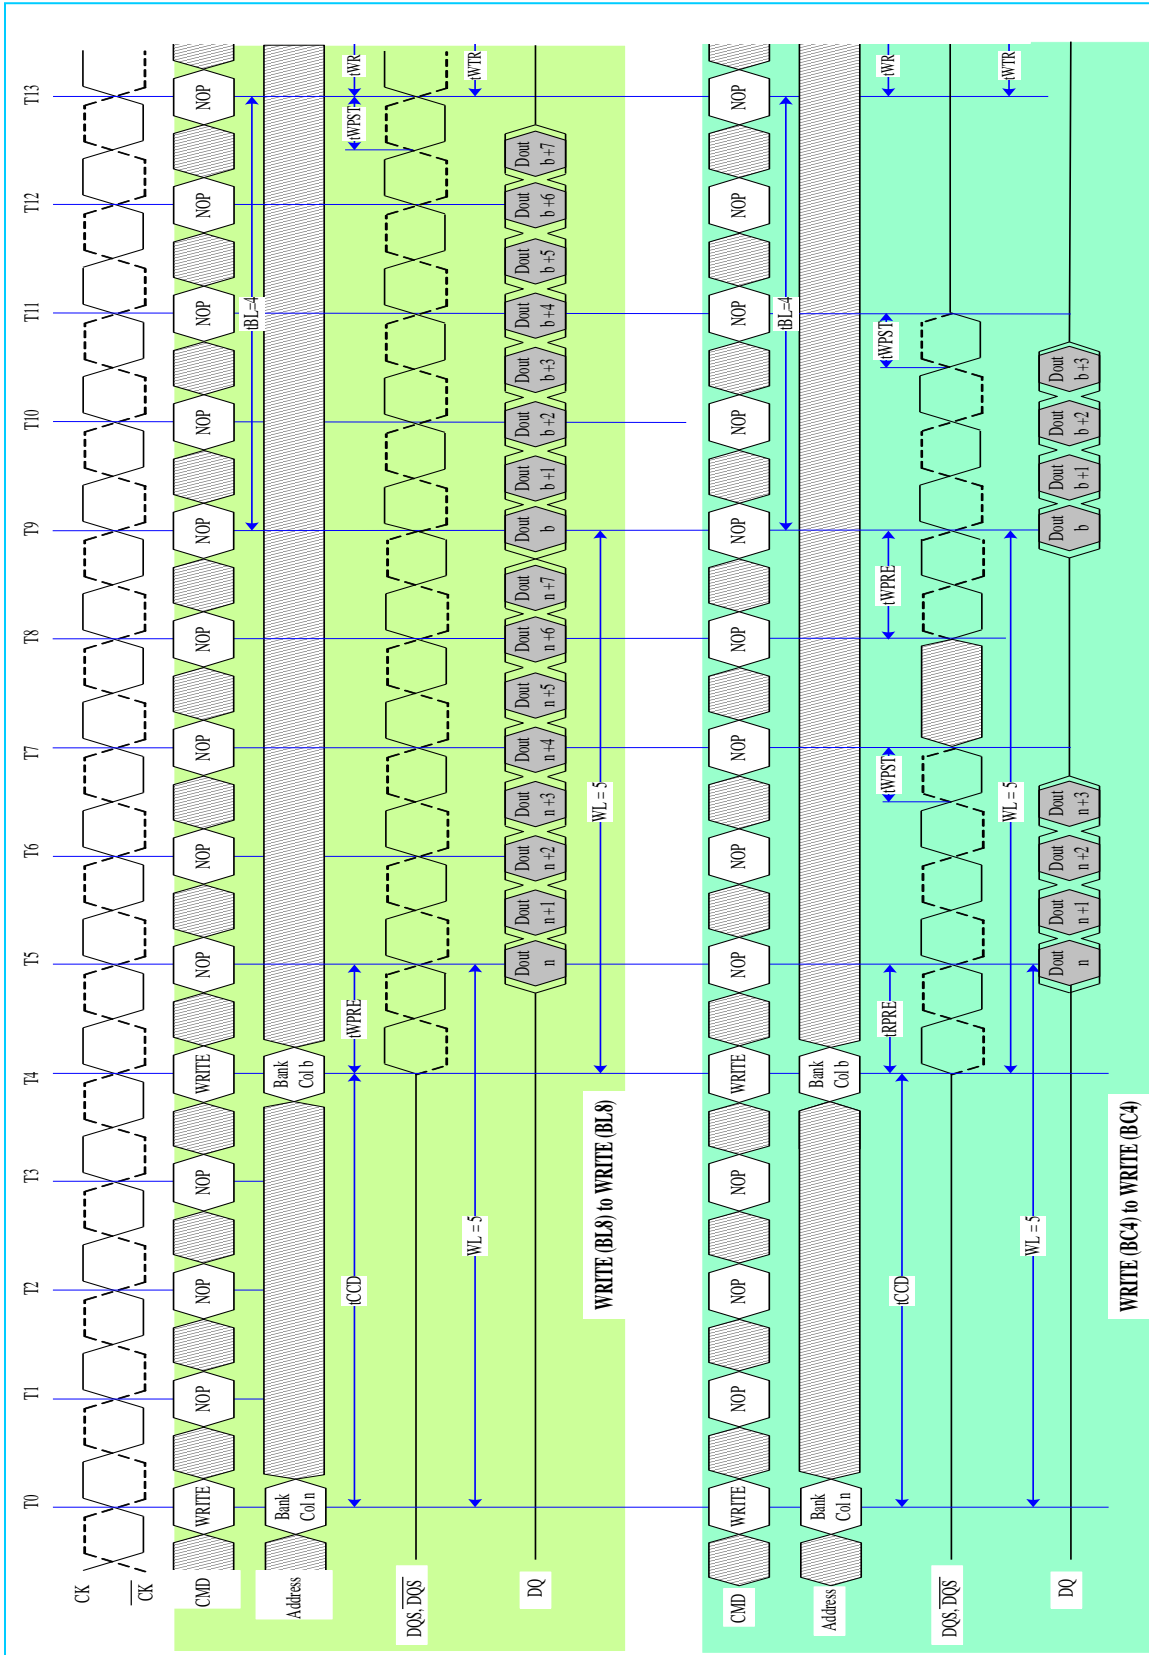 T0 T1 T2 T3 T4 T5 T6 T7 T8 T9 T10 T11 T12 T13
CK
CK
CMD WRITE NOP NOP NOP WRITE NOP NOP NOP NOP NOP NOP NOP NOP NOP
tBL=4
Address Bank Col n Bank Col b
tCCD tWPRE tWPST tWR
DQS, DQS
WL = 5 tWTR
DQ Dout n Dout n+1 Dout n+2 Dout n+3 Dout n+4 Dout n+5 Dout n+6 Dout n+7 Dout b Dout b+1 Dout b+2 Dout b+3 Dout b+4 Dout b+5 Dout b+6 Dout b+7
WL = 5
WRITE (BL8) to WRITE (BL8)
CMD WRITE NOP NOP NOP WRITE NOP NOP NOP NOP NOP NOP NOP NOP NOP
tBL=4
Address Bank Col n Bank Col b
tCCD tRPRE tWPST tWPRE tWPST tWR
DQS, DQS
WL = 5
WL = 5 tWTR
DQ Dout n Dout n+1 Dout n+2 Dout n+3 Dout b Dout b+1 Dout b+2 Dout b+3
WRITE (BC4) to WRITE (BC4)